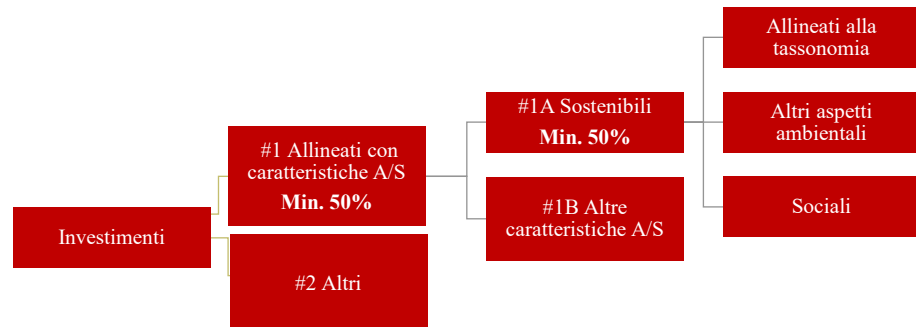 Investimenti
#1 Allineati con
caratteristiche A/S
Min. 50%
#2 Altri
#1A Sostenibili
Min. 50%
#1B Altre
caratteristiche A/S
Allineati alla
tassonomia
Altri aspetti
ambientali
Sociali